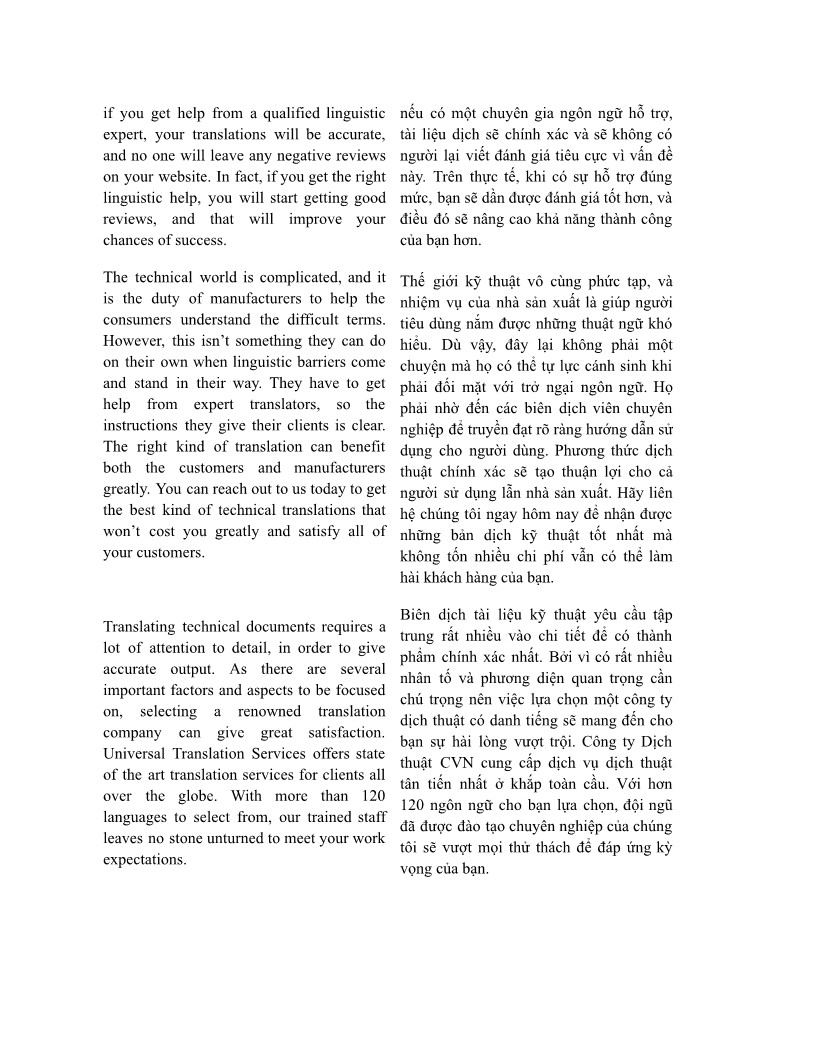 if you get help from a qualified linguistic
expert, your translations will be accurate,
and no one will leave any negative reviews
on your website. In fact, if you get the right
linguistic help, you will start getting good
reviews, and that will improve your
chances of success.
The technical world is complicated, and it
is the duty of manufacturers to help the
consumers understand the difficult terms.
However, this isn’t something they can do
on their own when linguistic barriers come
and stand in their way. They have to get
help from expert translators, so the
instructions they give their clients is clear.
The right kind of translation can benefit
both the customers and manufacturers
greatly. You can reach out to us today to get
the best kind of technical translations that
won’t cost you greatly and satisfy all of
your customers.
Translating technical documents requires a
lot of attention to detail, in order to give
accurate output. As there are several
important factors and aspects to be focused
on, selecting a renowned translation
company can give great satisfaction.
Universal Translation Services offers state
of the art translation services for clients all
over the globe. With more than 120
languages to select from, our trained staff
leaves no stone unturned to meet your work
expectations.
nếu có một chuyên gia ngôn ngữ hỗ trợ,
tài liệu dịch sẽ chính xác và sẽ không có
người lại viết đánh giá tiêu cực vì vấn đề
này. Trên thực tế, khi có sự hỗ trợ đúng
mức, bạn sẽ dần được đánh giá tốt hơn, và
điều đó sẽ nâng cao khả năng thành công
của bạn hơn.
Thế giới kỹ thuật vô cùng phức tạp, và
nhiệm vụ của nhà sản xuất là giúp người
tiêu dùng nắm được những thuật ngữ khó
hiểu. Dù vậy, đây lại không phải một
chuyện mà họ có thể tự lực cánh sinh khi
phải đối mặt với trở ngại ngôn ngữ. Họ
phải nhờ đến các biên dịch viên chuyên
nghiệp để truyền đạt rõ ràng hướng dẫn sử
dụng cho người dùng. Phương thức dịch
thuật chính xác sẽ tạo thuận lợi cho cả
người sử dụng lẫn nhà sản xuất. Hãy liên
hệ chúng tôi ngay hôm nay để nhận được
những bản dịch kỹ thuật tốt nhất mà
không tốn nhiều chi phí vẫn có thể làm
hài khách hàng của bạn.
Biên dịch tài liệu kỹ thuật yêu cầu tập
trung rất nhiều vào chi tiết để có thành
phẩm chính xác nhất. Bởi vì có rất nhiều
nhân tố và phương diện quan trọng cần
chú trọng nên việc lựa chọn một công ty
dịch thuật có danh tiếng sẽ mang đến cho
bạn sự hài lòng vượt trội. Công ty Dịch
thuật CVN cung cấp dịch vụ dịch thuật
tân tiến nhất ở khắp toàn cầu. Với hơn
120 ngôn ngữ cho bạn lựa chọn, đội ngũ
đã được đào tạo chuyên nghiệp của chúng
tôi sẽ vượt mọi thử thách để đáp ứng kỳ
vọng của bạn.